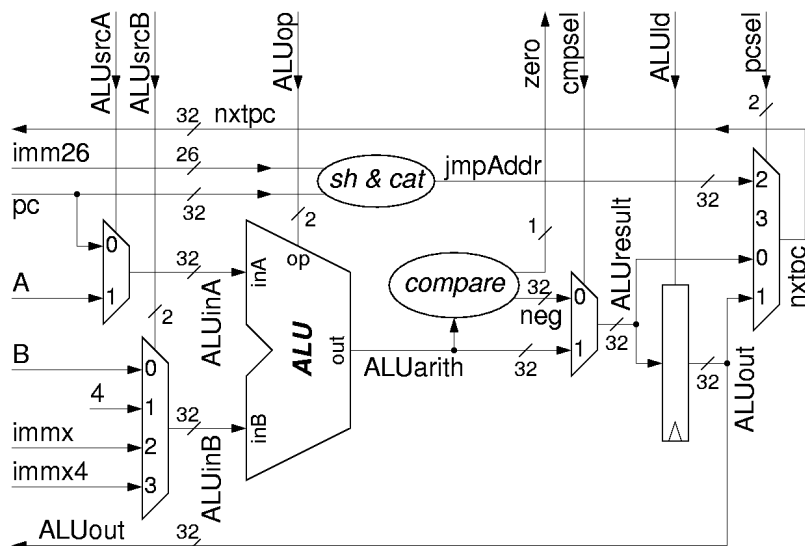 ALUsrcA
ALUsrcB
ALUop
zero
cmpsel
ALUld
pcsel
32
nxtpc
2
imm26
26
sh & cat
jmpAddr
2
pc
32
32
3
0
1
0
1
A
32
ALUinA
inA
2
op
ALU
out
1
compare
32
neg
0
1
ALUresult
32
nxtpc
2
B
0
4
1
immx
2
immx4
3
32
ALUinB
inB
ALUarith
32
32
ALUout
ALUout
32